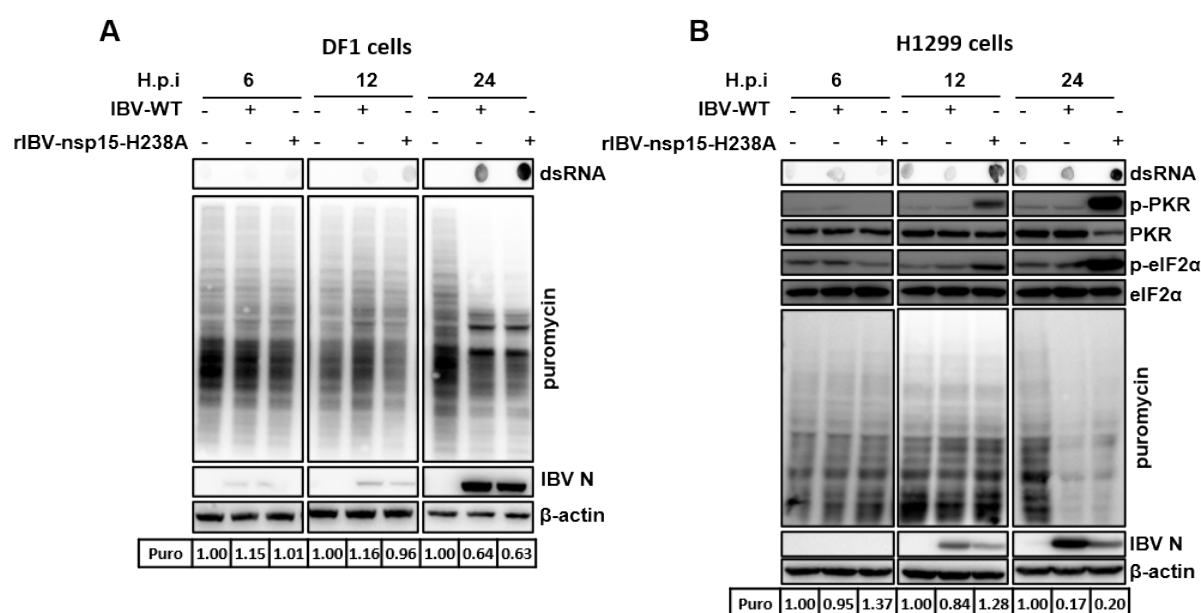 A
DF1 cells
H.p.i 6 12 24
IBV-WT - + - - + - - + -
rIBV-nsp15-H238A - - + - - + - - +
dsRNA
puromycin
IBV N
β-actin
Puro 1.00 1.15 1.01 1.00 1.16 0.96 1.00 0.64 0.63
B
H1299 cells
H.p.i 6 12 24
IBV-WT - + - - + - - + -
rIBV-nsp15-H238A - - + - - + - - +
dsRNA
p-PKR
PKR
p-eIF2α
eIF2α
puromycin
IBV N
β-actin
Puro 1.00 0.95 1.37 1.00 0.84 1.28 1.00 0.17 0.20